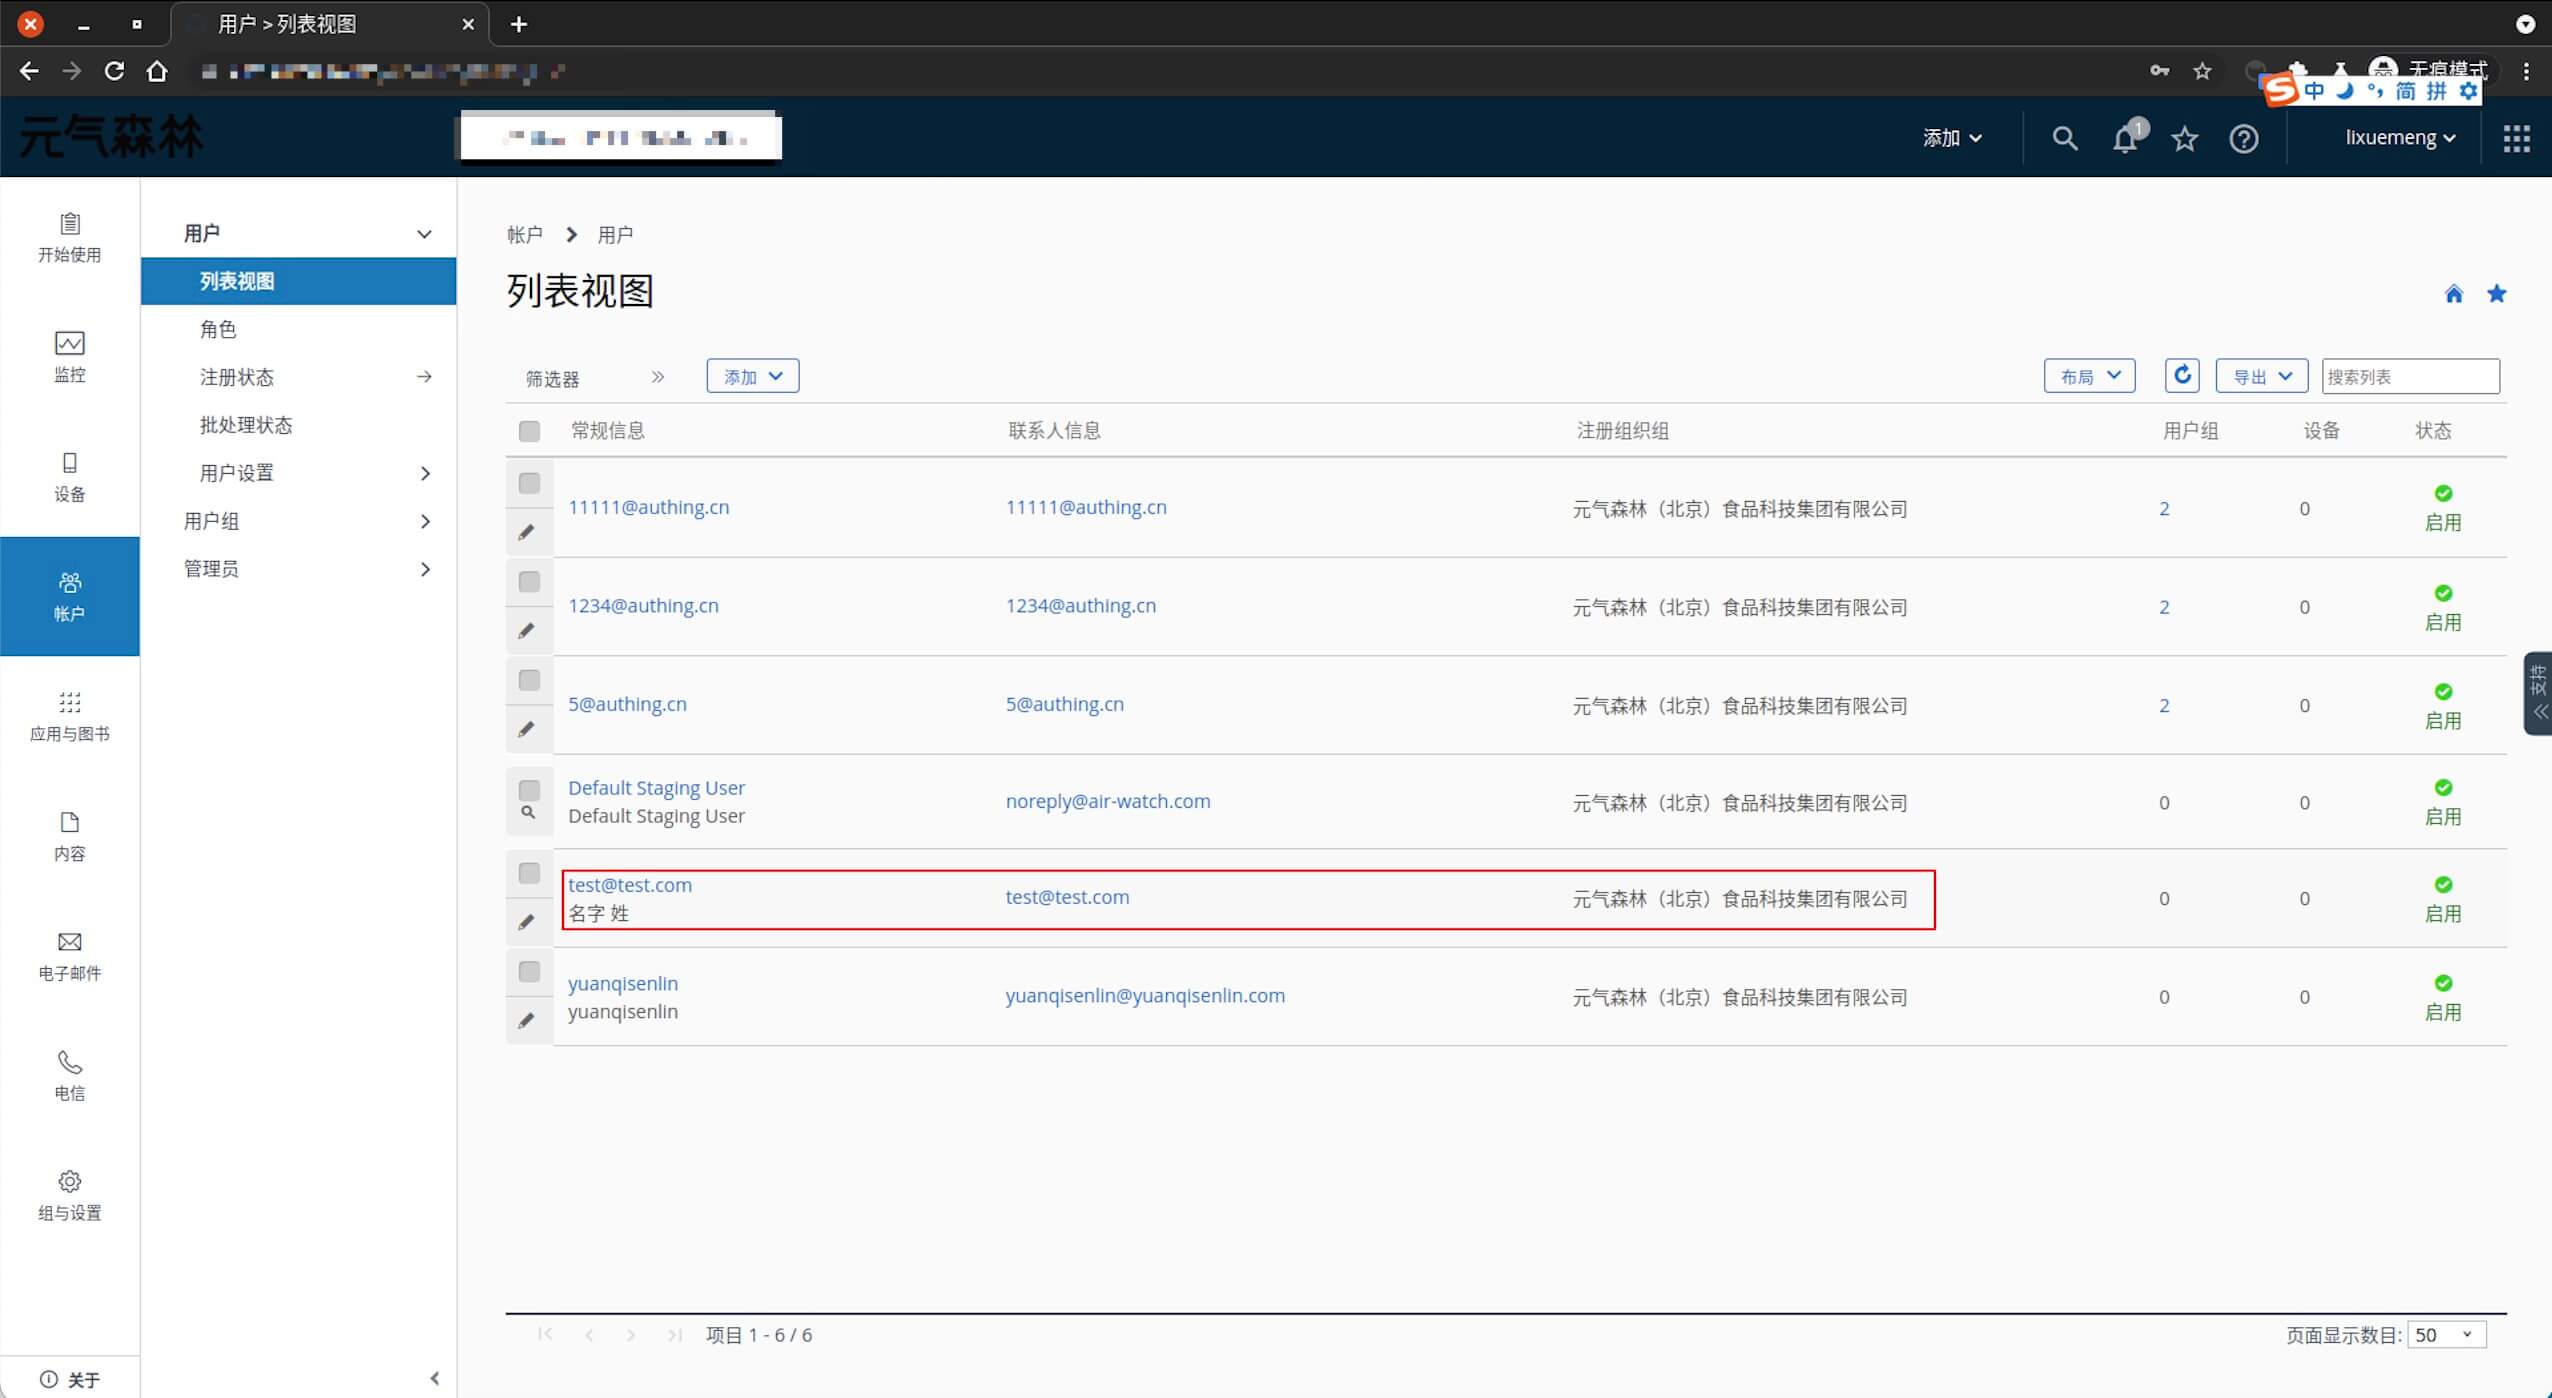 用户 > 列表视图
无痕模式
中 简 拼
元气森林
添加
1
lixuemeng
开始使用
监控
设备
帐户
应用与图书
内容
电子邮件
电信
组与设置
关于
用户
列表视图
角色
注册状态
批处理状态
用户设置
用户组
管理员
帐户 用户
列表视图
筛选器 » 添加 布局 导出 搜索列表
常规信息 联系人信息 注册组织组 用户组 设备 状态
11111@authing.cn 11111@authing.cn 元气森林（北京）食品科技集团有限公司 2 0 启用
1234@authing.cn 1234@authing.cn 元气森林（北京）食品科技集团有限公司 2 0 启用
5@authing.cn 5@authing.cn 元气森林（北京）食品科技集团有限公司 2 0 启用
Default Staging User noreply@air-watch.com 元气森林（北京）食品科技集团有限公司 0 0 启用
Default Staging User
test@test.com test@test.com 元气森林（北京）食品科技集团有限公司 0 0 启用
名字 姓
yuanqisenlin yuanqisenlin@yuanqisenlin.com 元气森林（北京）食品科技集团有限公司 0 0 启用
yuanqisenlin
支持
项目 1 - 6 / 6
页面显示数目: 50